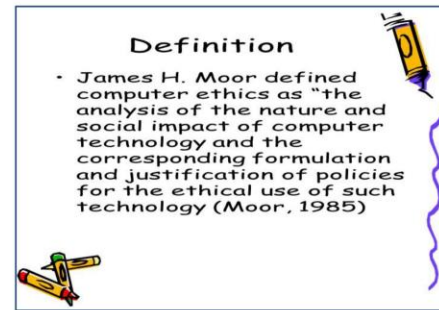 Definition
• James H. Moor defined
computer ethics as “the
analysis of the nature and
social impact of computer
technology and the
corresponding formulation
and justification of policies
for the ethical use of such
technology (Moor, 1985)